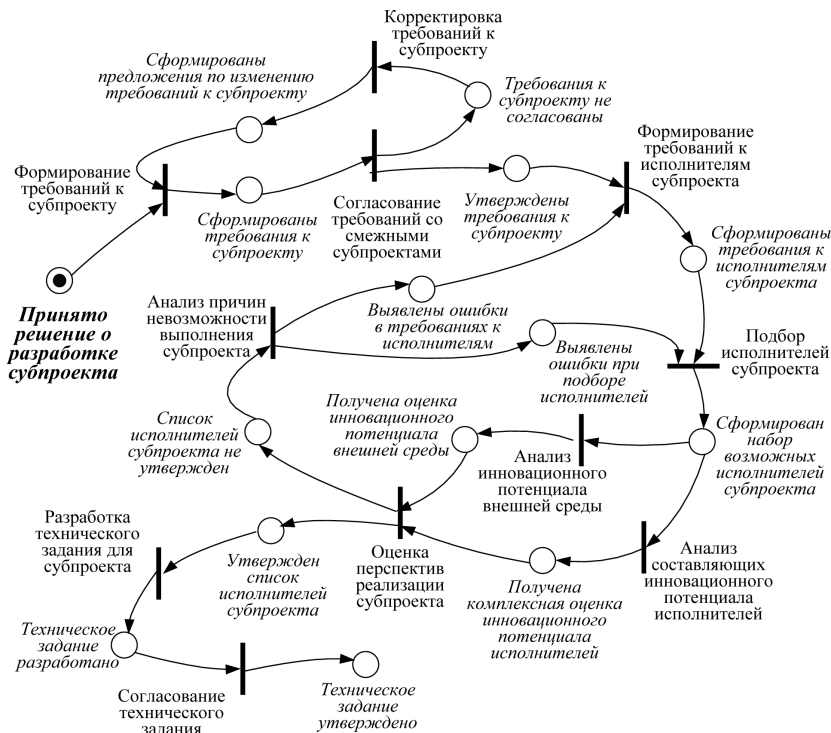 Корректировка
требований к
субпроекту
Сформированы
предложения по изменению
требований к субпроекту
Требования к
субпроекту не
согласованы
Формирование
требований к
исполнителям
субпроекта
Формирование
требований к
субпроекту
Сформированы
требования к
субпроекту
Согласование
требований со
смежными
субпроектами
Утверждены
требования к
субпроекту
Сформированы
требования к
исполнителям
субпроекта
Принято
решение о
разработке
субпроекта
Анализ причин
невозможности
выполнения
субпроекта
Выявлены ошибки
в требованиях к
исполнителям
Выявлены
ошибки при
подборе
исполнителей
Подбор
исполнителей
субпроекта
Список
исполнителей
субпроекта не
утвержден
Получена оценка
инновационного
потенциала
внешней среды
Анализ
инновационного
потенциала
внешней среды
Сформирован
набор
возможных
исполнителей
субпроекта
Разработка
технического
задания для
субпроекта
Утвержден
список
исполнителей
субпроекта
Оценка
перспектив
реализации
субпроекта
Получена
комплексная оценка
инновационного
потенциала
исполнителей
Анализ
составляющих
инновационного
потенциала
исполнителей
Техническое
задание
разработано
Согласование
технического
задания
Техническое
задание
утверждено